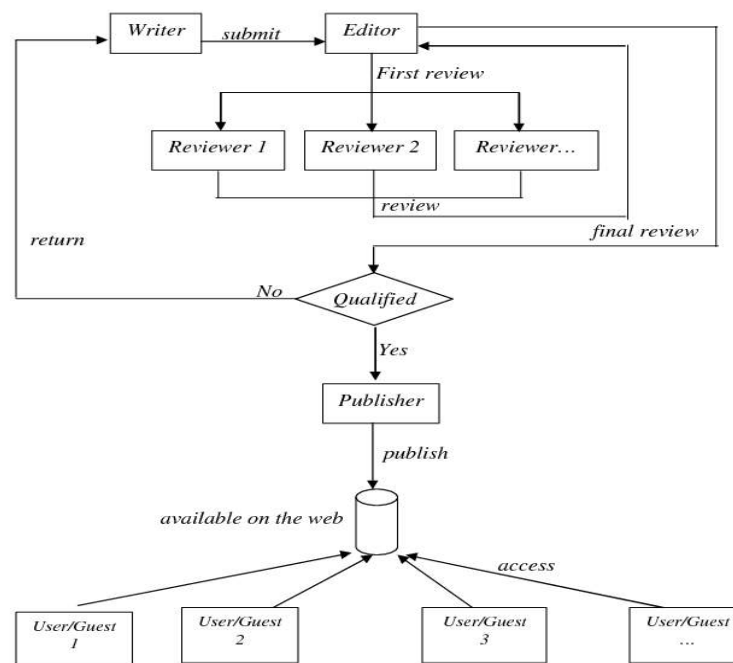 Writer
submit
Editor
First review
Reviewer 1
Reviewer 2
Reviewer...
review
return
final review
No
Qualified
Yes
Publisher
publish
available on the web
access
User/Guest
1
User/Guest
2
User/Guest
3
User/Guest
...